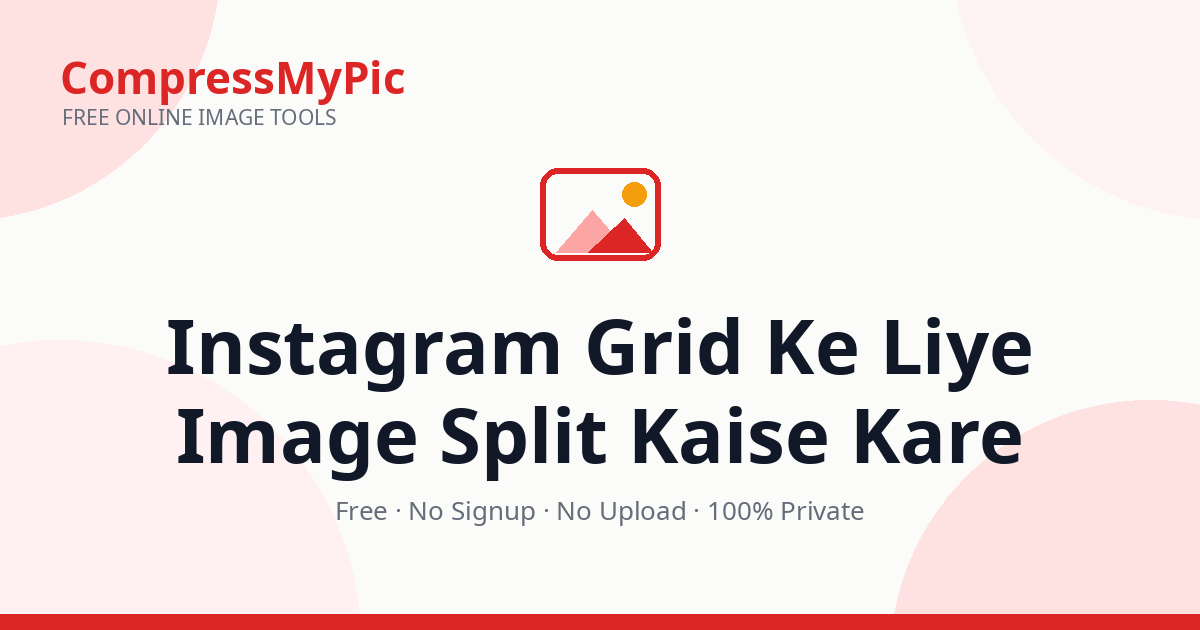 CompressMyPic
FREE ONLINE IMAGE TOOLS
Instagram Grid Ke Liye
Image Split Kaise Kare
Free · No Signup · No Upload · 100% Private